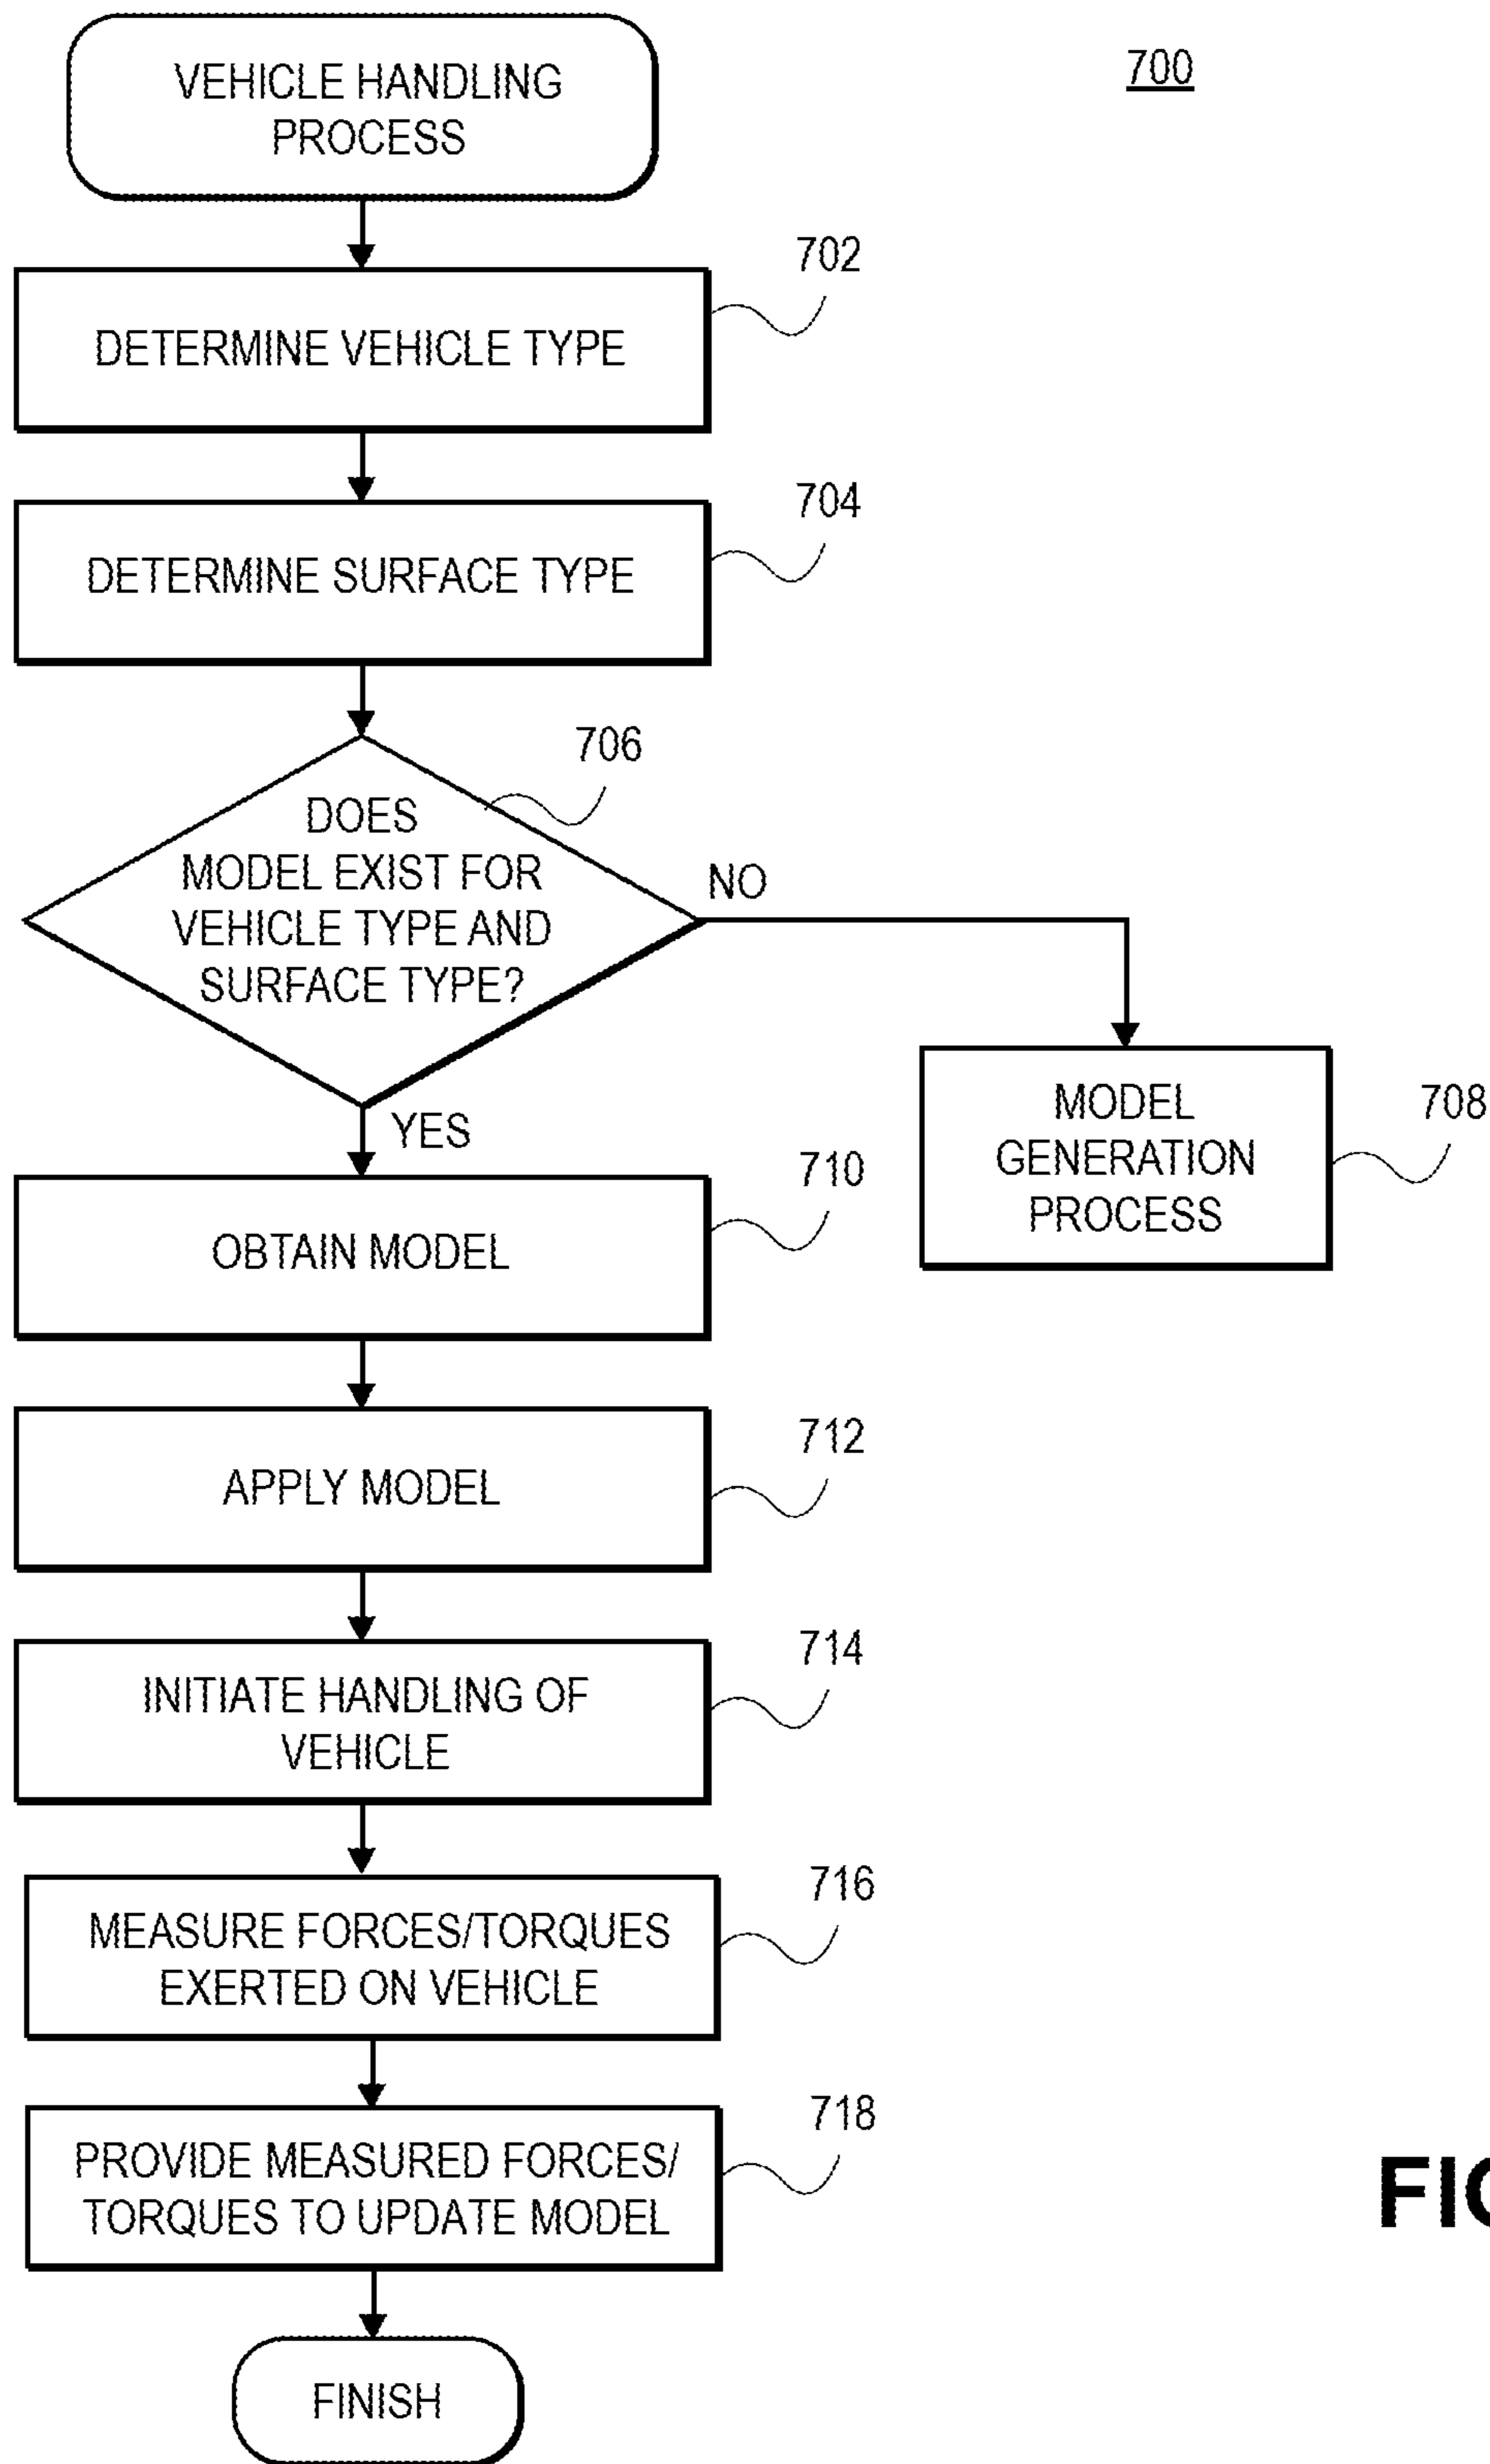 VEHICLE HANDLING
PROCESS
700
702
DETERMINE VEHICLE TYPE
704
DETERMINE SURFACE TYPE
706
DOES
MODEL EXIST FOR
VEHICLE TYPE AND
SURFACE TYPE?
NO
MODEL
GENERATION
PROCESS
708
YES
710
OBTAIN MODEL
712
APPLY MODEL
714
INITIATE HANDLING OF
VEHICLE
716
MEASURE FORCES/TORQUES
EXERTED ON VEHICLE
718
PROVIDE MEASURED FORCES/
TORQUES TO UPDATE MODEL
FINISH